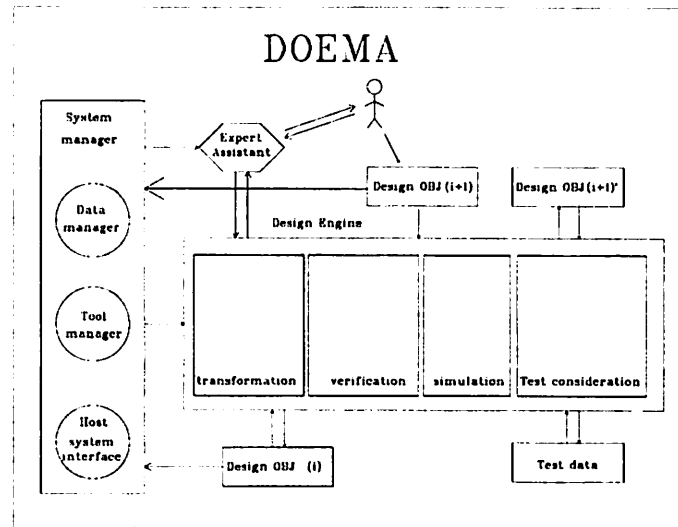 DOEMA
System
manager
Expert
Assistant
Design OBJ (i+1)
Design OBJ (i+1)'
Data
manager
Design Engine
Tool
manager
transformation
verification
simulation
Test consideration
Host
system
interface
Design OBJ (i)
Test data